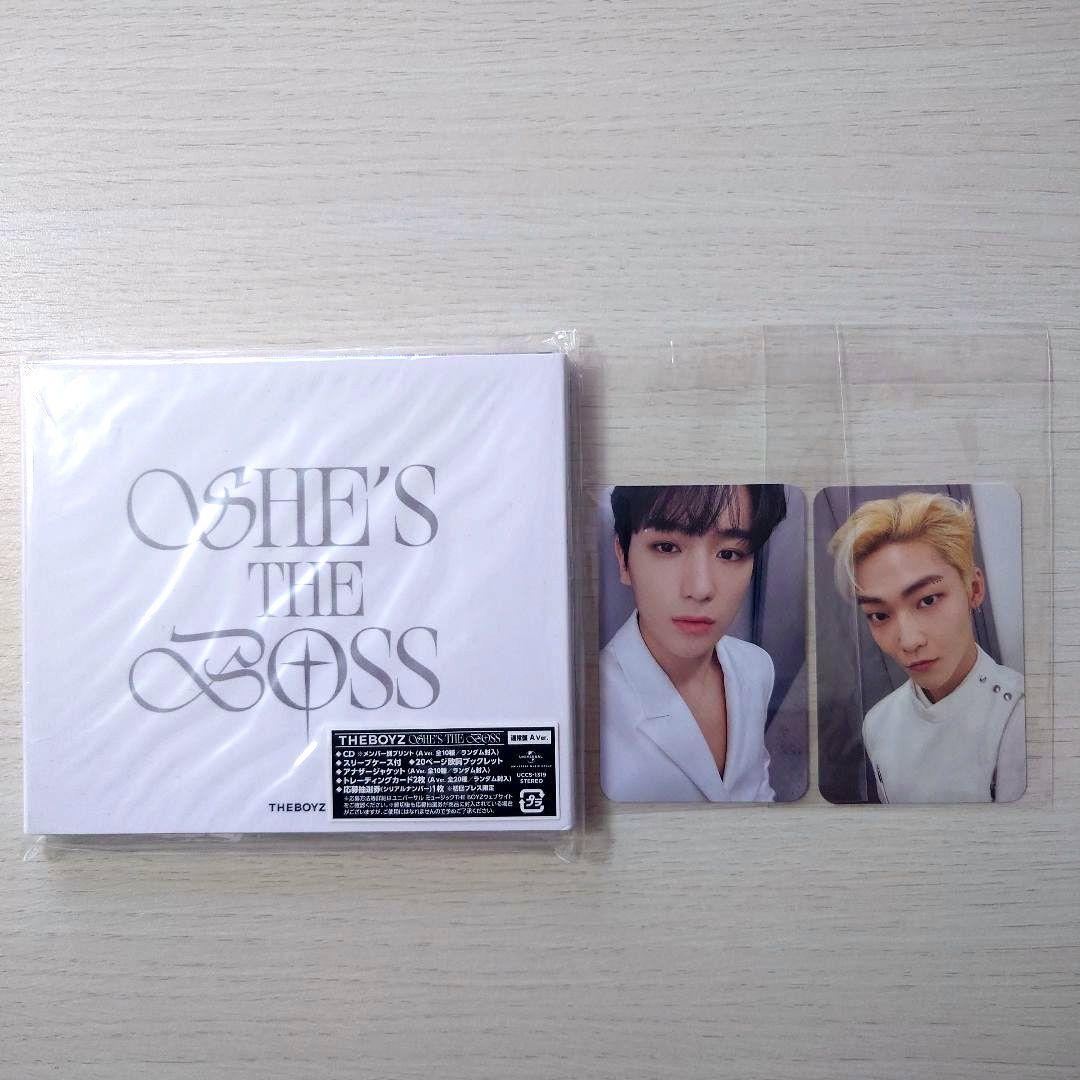 SHE'S
THE
BOSS
THEBOYZ
THEBOYZ SHE'S THE BOSS 通常盤 A Ver.
◆CD ※メンバー別プリント (A Ver. 全10種／ランダム封入)
◆スリーブケース付 ◆20ページ歌詞ブックレット
◆アナザージャケット (A Ver. 全10種／ランダム封入)
◆トレーディングカード2枚 (A Ver. 全20種／ランダム封入)
◆応募抽選券(シリアルナンバー)1枚 ※初回プレス限定
UNIVERSAL
UNIVERSAL MUSIC
UCCS-1319
STEREO
プラ